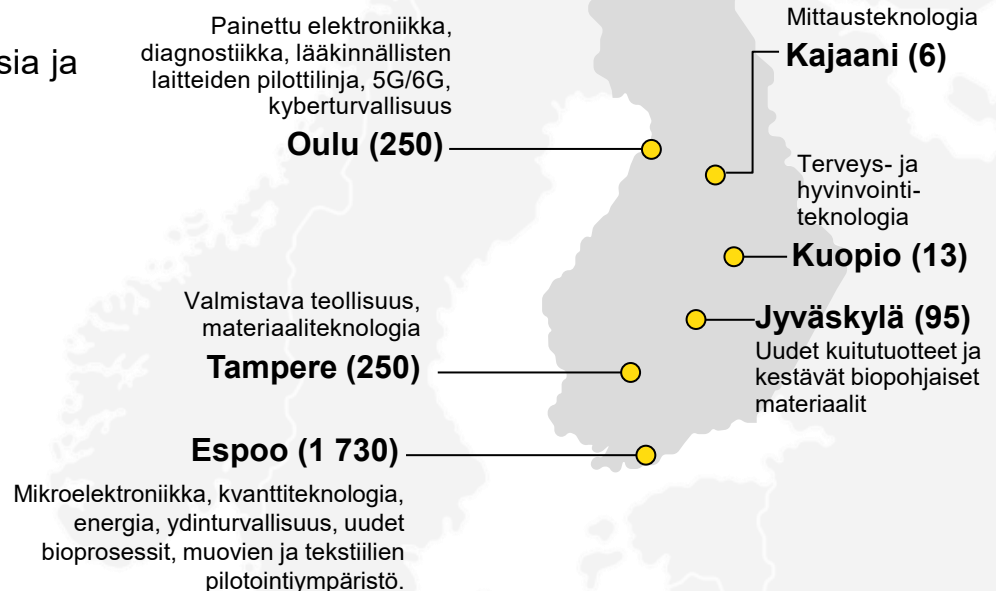 sia ja
Painettu elektroniikka,
diagnostiikka, lääkinnällisten
laitteiden pilottilinja, 5G/6G,
kyberturvallisuus
Oulu (250)
Mittausteknologia
Kajaani (6)
Terveys- ja
hyvinvointi-
teknologia
Kuopio (13)
Jyväskylä (95)
Uudet kuitutuotteet ja
kestävät biopohjaiset
materiaalit
Valmistava teollisuus,
materiaaliteknologia
Tampere (250)
Espoo (1 730)
Mikroelektroniikka, kvanttiteknologia,
energia, ydinturvallisuus, uudet
bioprosessit, muovien ja tekstiilien
pilotointiympäristö.